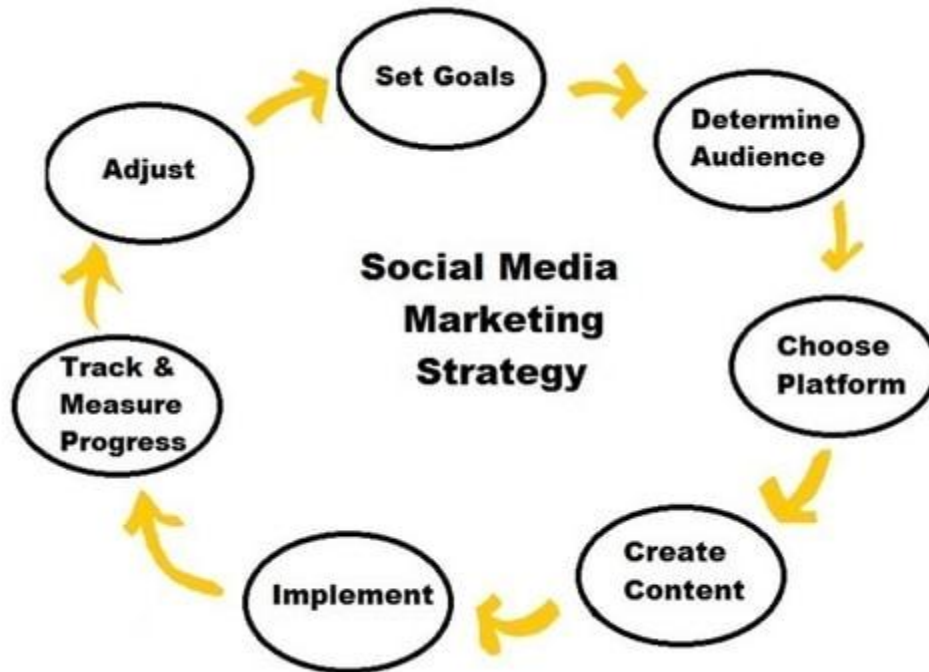 Set Goals
Determine
Audience
Choose
Platform
Create
Content
Implement
Track &
Measure
Progress
Adjust
Social Media
Marketing
Strategy